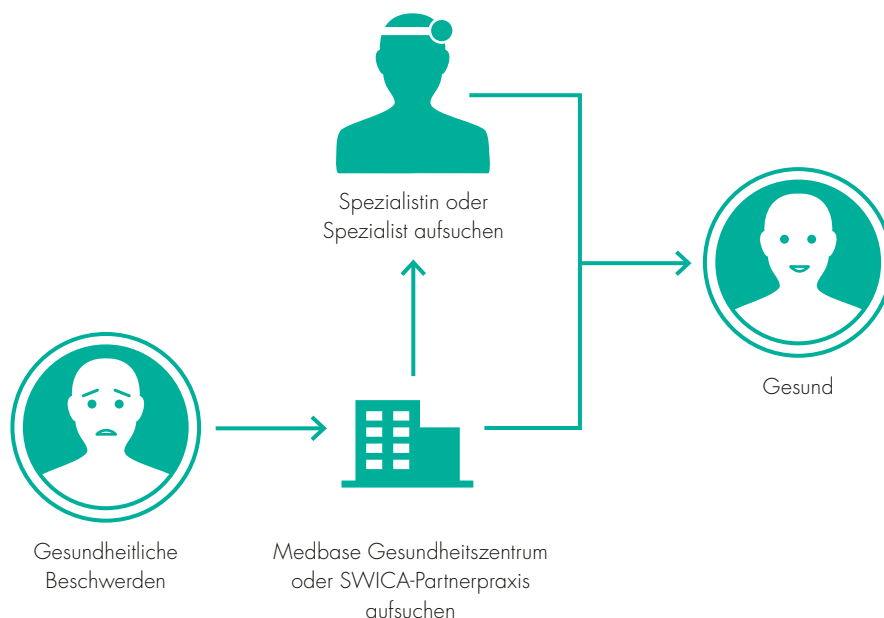 Spezialistin oder
Spezialist aufsuchen
Gesund
Gesundheitliche
Beschwerden
Medbase Gesundheitszentrum
oder SWICA-Partnerpraxis
aufsuchen